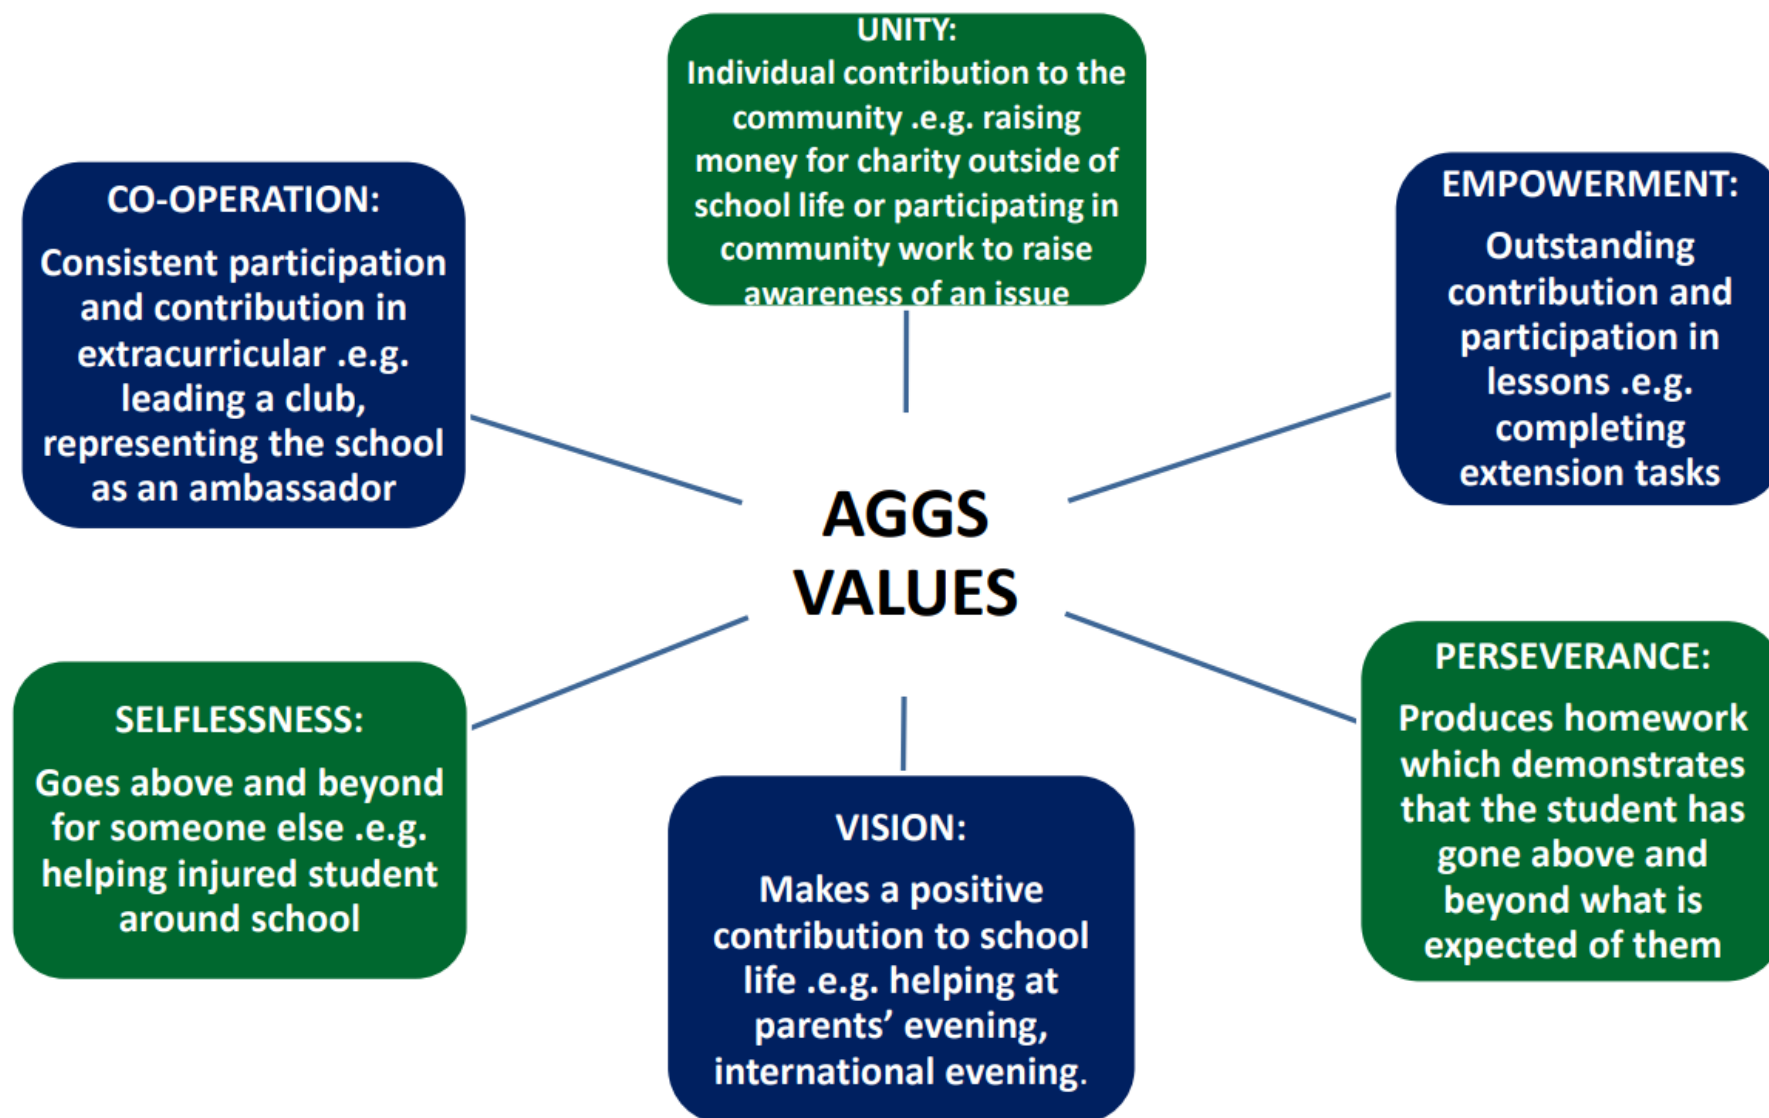 UNITY:
Individual contribution to the
community .e.g. raising
money for charity outside of
school life or participating in
community work to raise
awareness of an issue
CO-OPERATION:
Consistent participation
and contribution in
extracurricular .e.g.
leading a club,
representing the school
as an ambassador
EMPOWERMENT:
Outstanding
contribution and
participation in
lessons .e.g.
completing
extension tasks
AGGS
VALUES
SELFLESSNESS:
Goes above and beyond
for someone else .e.g.
helping injured student
around school
VISION:
Makes a positive
contribution to school
life .e.g. helping at
parents’ evening,
international evening.
PERSEVERANCE:
Produces homework
which demonstrates
that the student has
gone above and
beyond what is
expected of them